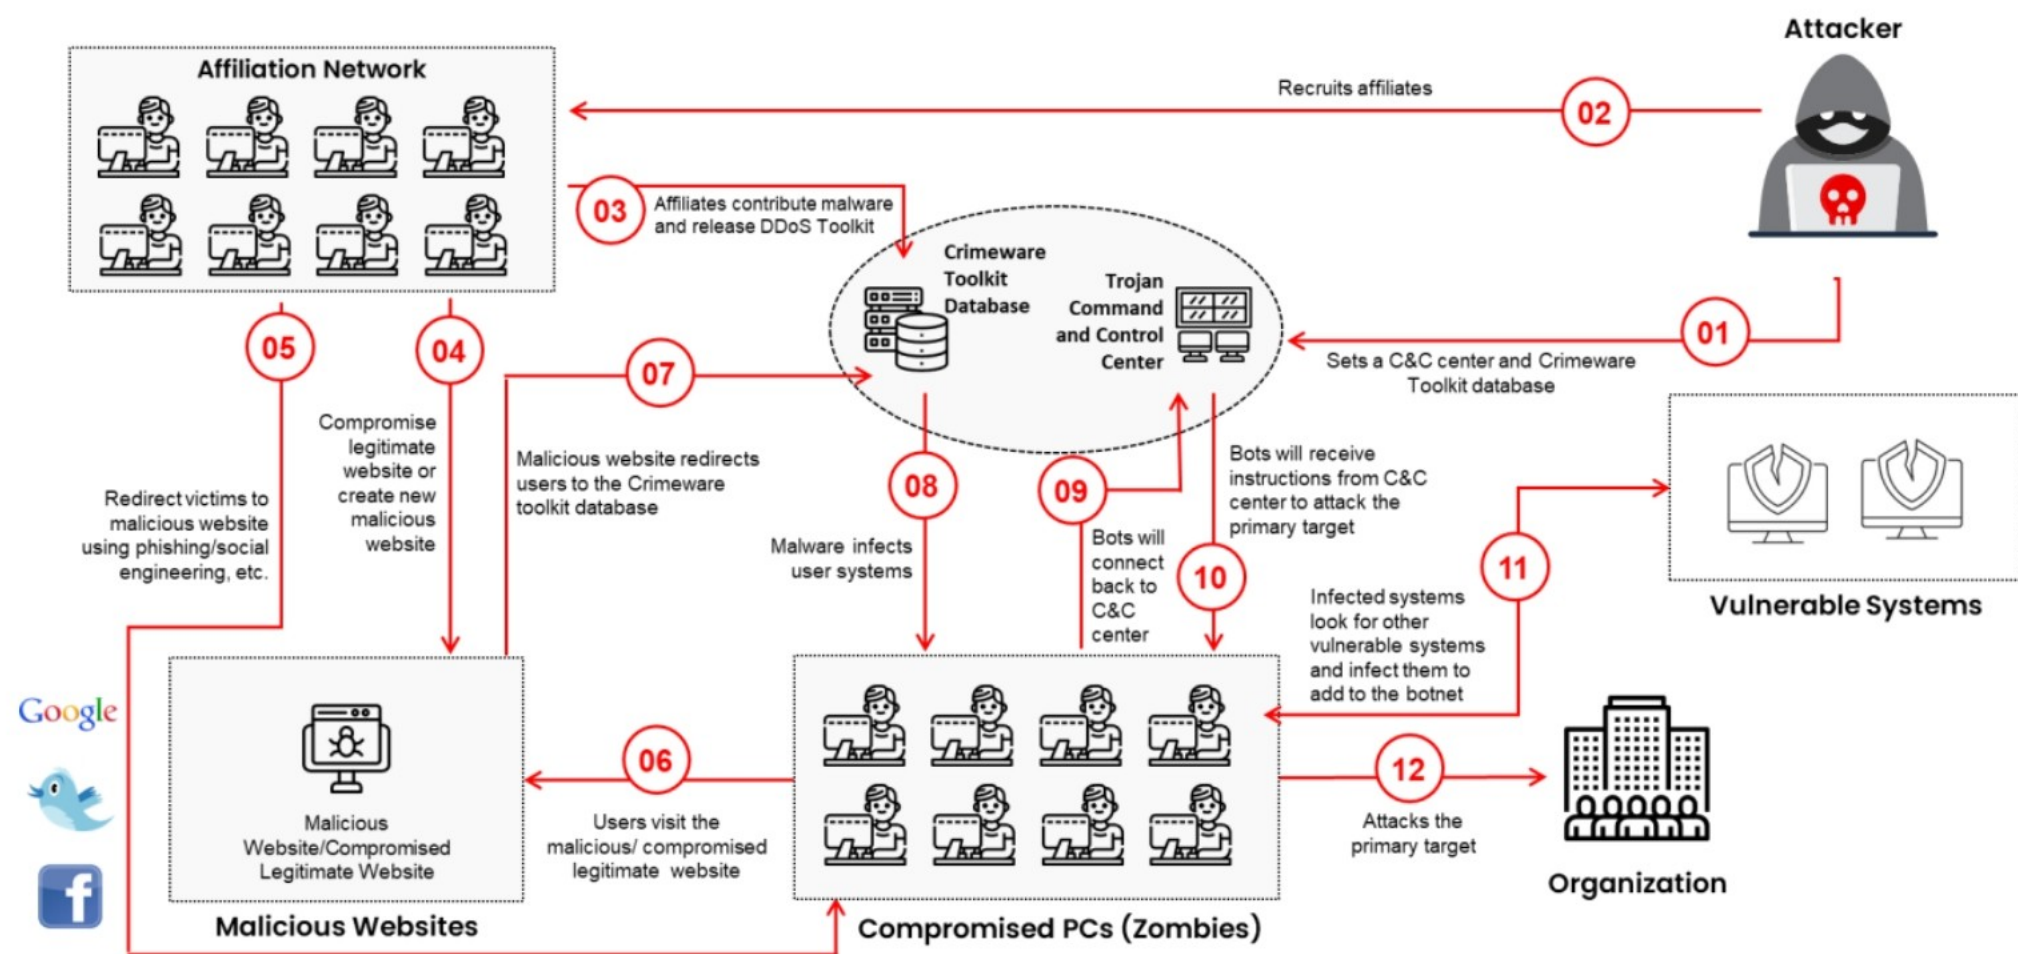 Attacker
Affiliation Network
Recruits affiliates
02
03
Affiliates contribute malware
and release DDoS Toolkit
Crimeware
Toolkit
Database
Trojan
Command
and Control
Center
01
Sets a C&C center and Crimeware
Toolkit database
05
04
07
Compromise
legitimate
website or
create new
malicious
website
Redirect victims to
malicious website
using phishing/social
engineering, etc.
Malicious website redirects
users to the Crimeware
toolkit database
08
Malware infects
user systems
09
Bots will
connect
back to
C&C
center
Bots will receive
instructions from C&C
center to attack the
primary target
10
11
Infected systems
look for other
vulnerable systems
and infect them to
add to the botnet
Vulnerable Systems
Google
f
Malicious
Website/Compromised
Legitimate Website
Malicious Websites
06
Users visit the
malicious/ compromised
legitimate website
Compromised PCs (Zombies)
12
Attacks the
primary target
Organization